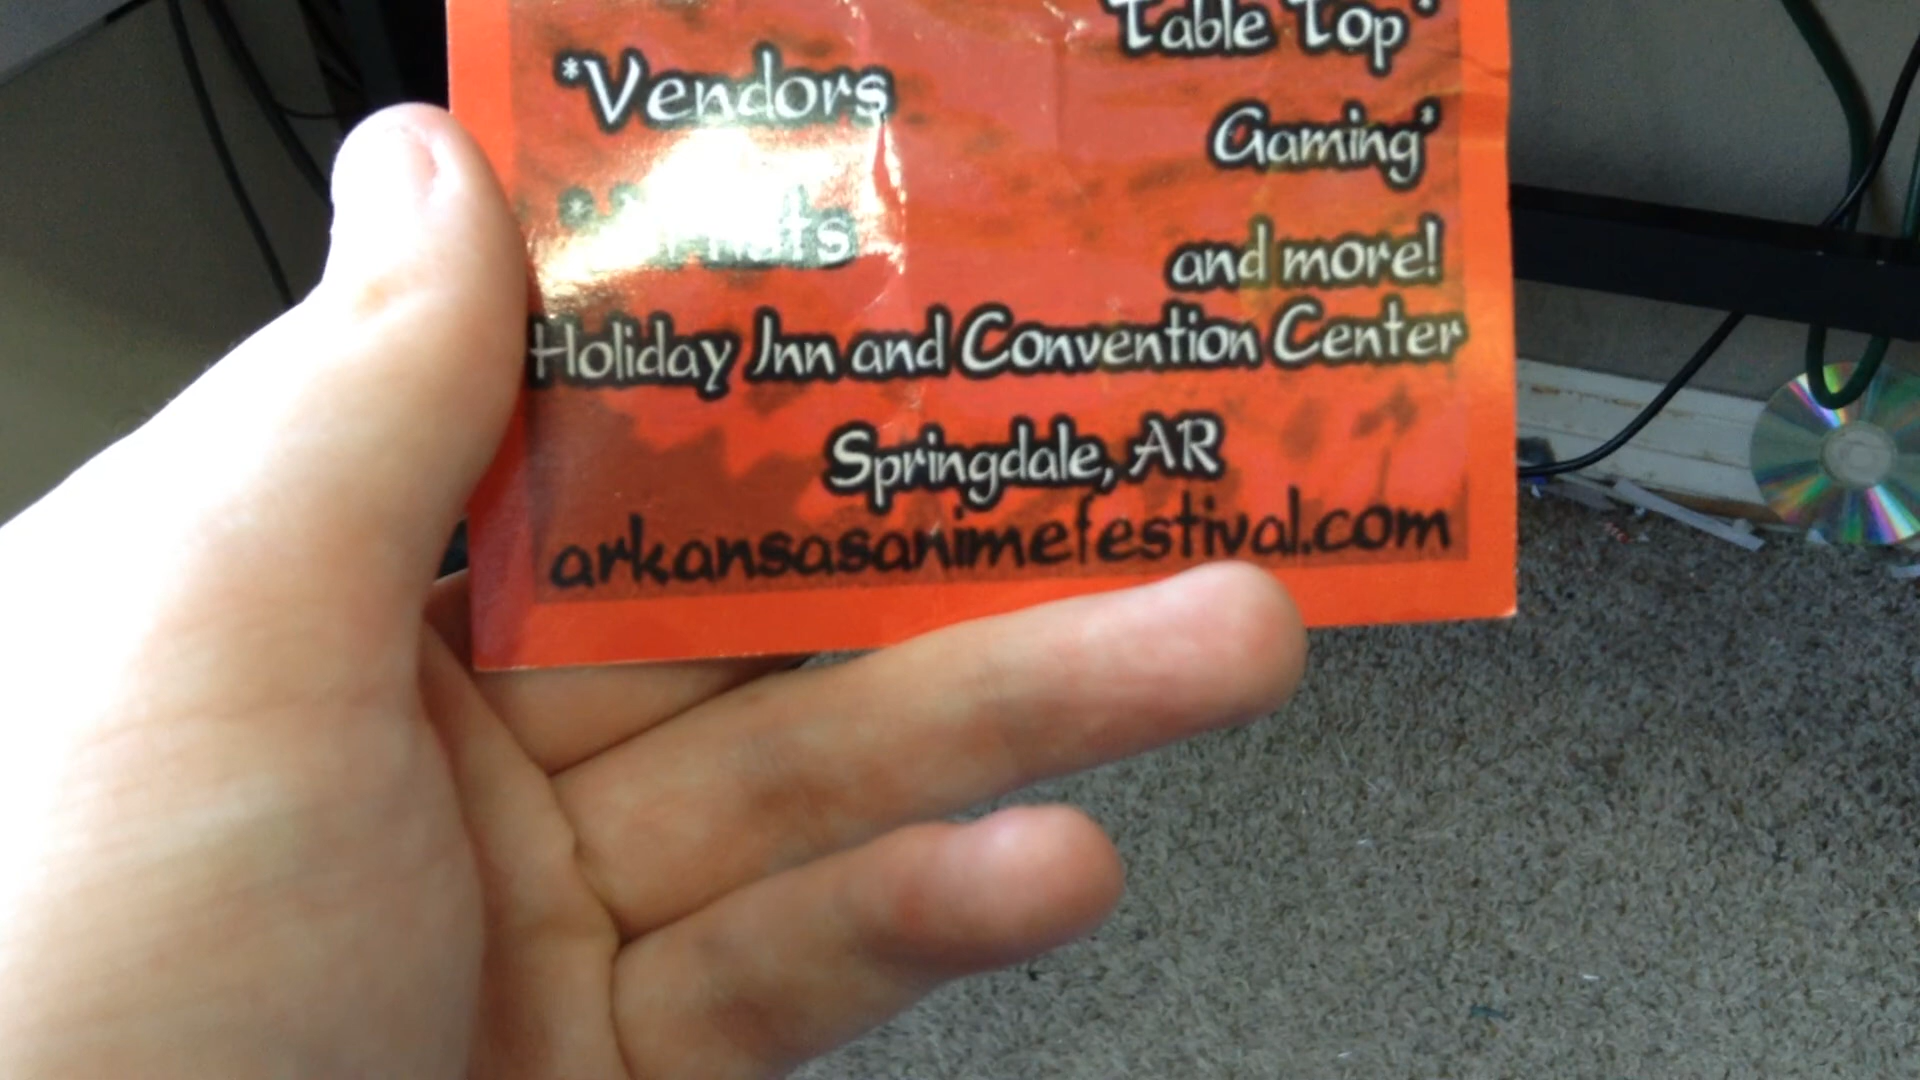 Table Top*
*Vendors
Gaming*
and more!
Holiday Inn and Convention Center
Springdale, AR
arkansasanimefestival.com